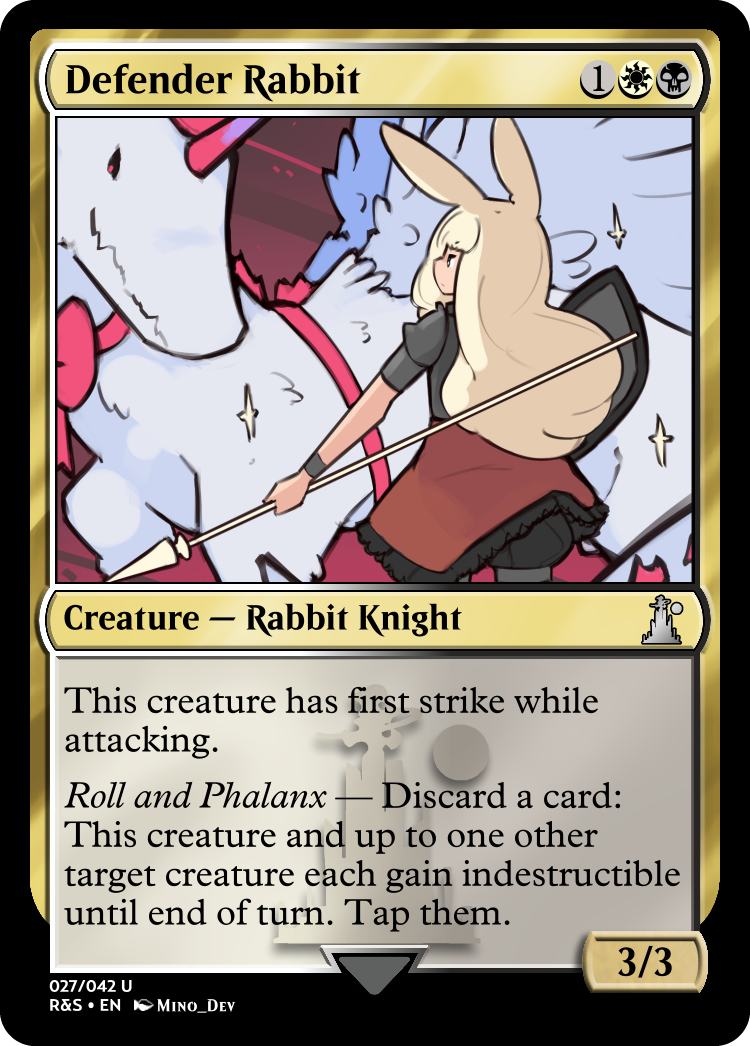 Defender Rabbit 1
Creature — Rabbit Knight
This creature has first strike while
attacking.
Roll and Phalanx — Discard a card:
This creature and up to one other
target creature each gain indestructible
until end of turn. Tap them.
3/3
027/042 U
R&S • EN Mino_Dev